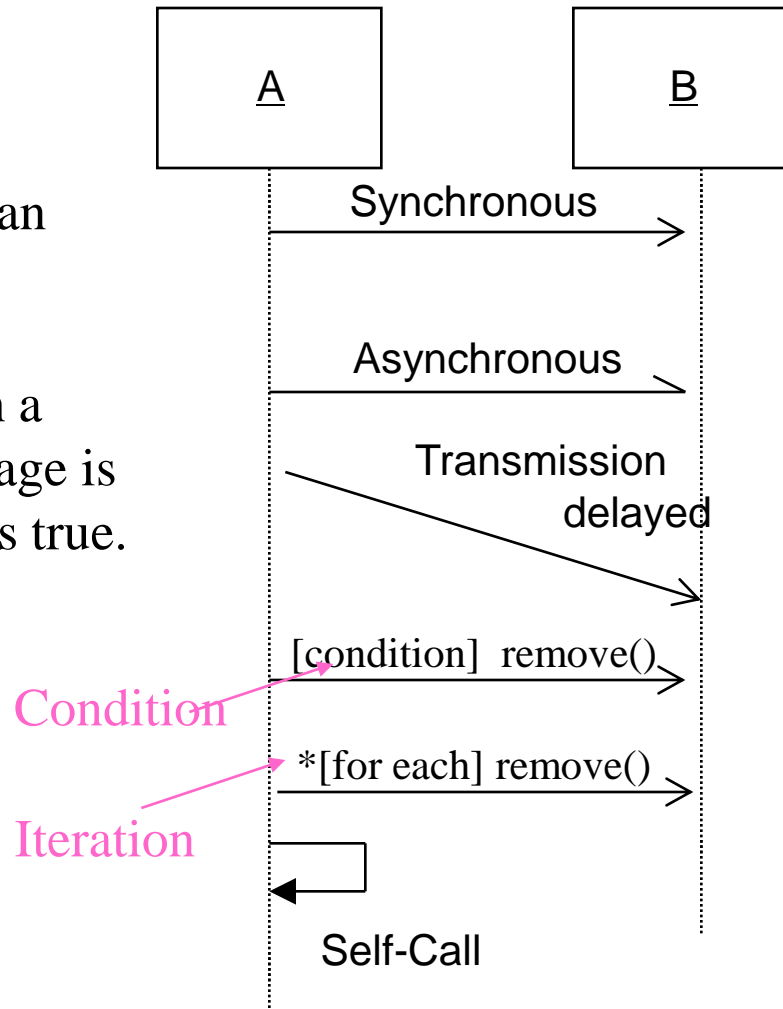 A
B
Synchronous
an
Asynchronous
a
age is
Transmission
delayed
s true.
[condition] remove()
Condition
*[for each] remove()
Iteration
Self-Call